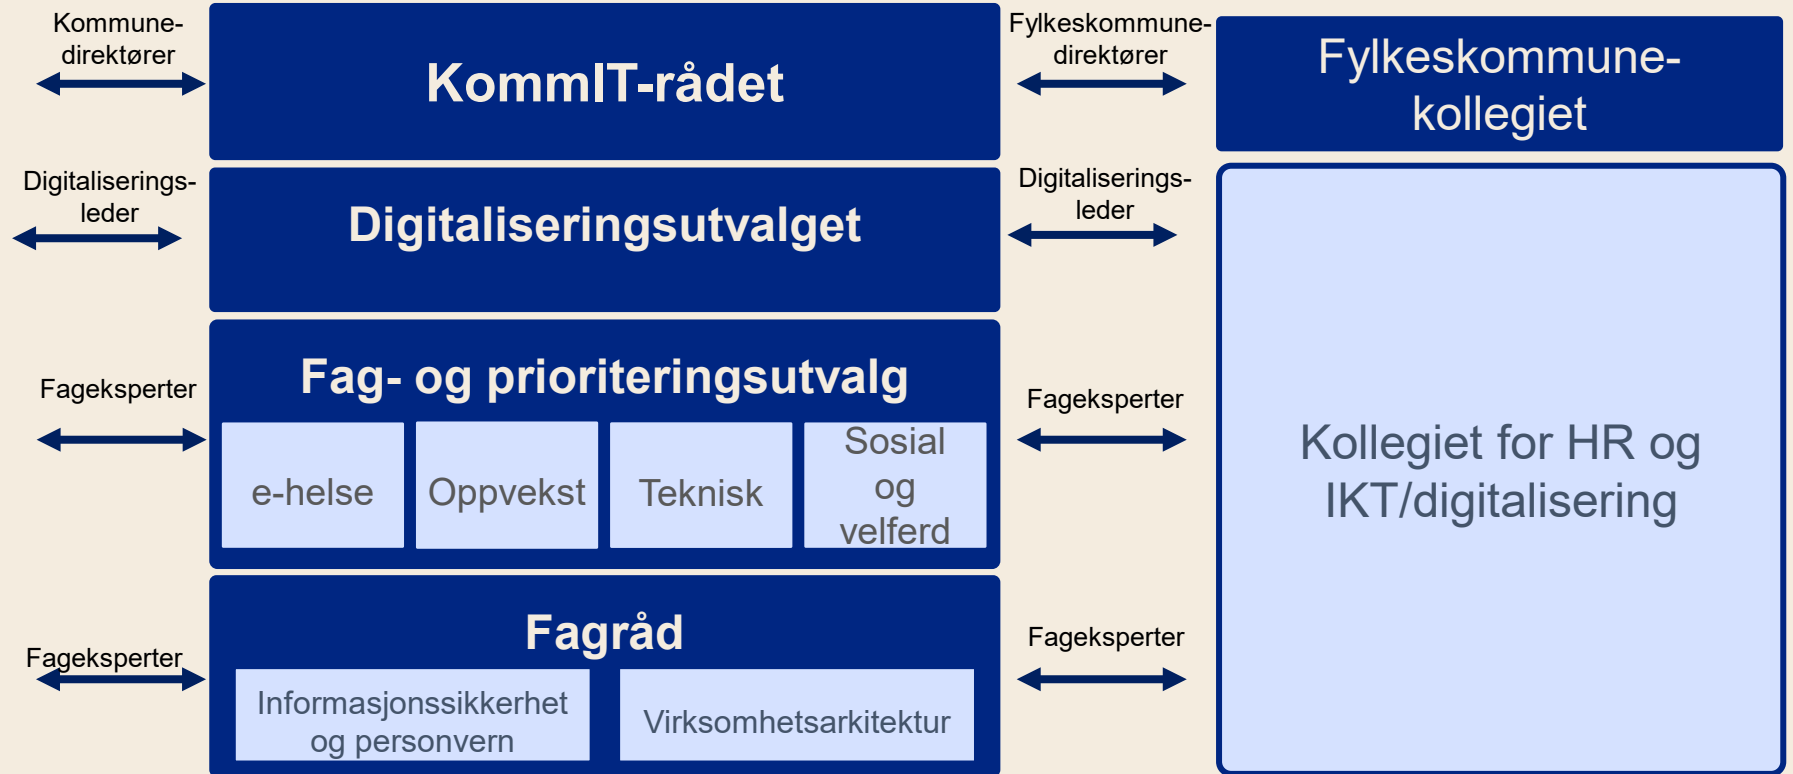 Kommune-
direktører
KommIT-rådet
Fylkeskommune-
direktører
Fylkeskommune-
kollegiet
Digitaliserings-
leder
Digitaliseringsutvalget
Digitaliserings-
leder
Fageksperter
Fag- og prioriteringsutvalg
e-helse
Oppvekst
Teknisk
Sosial
og
velferd
Fageksperter
Kollegiet for HR og
IKT/digitalisering
Fageksperter
Fagråd
Informasjonssikkerhet
og personvern
Virksomhetsarkitektur
Fageksperter